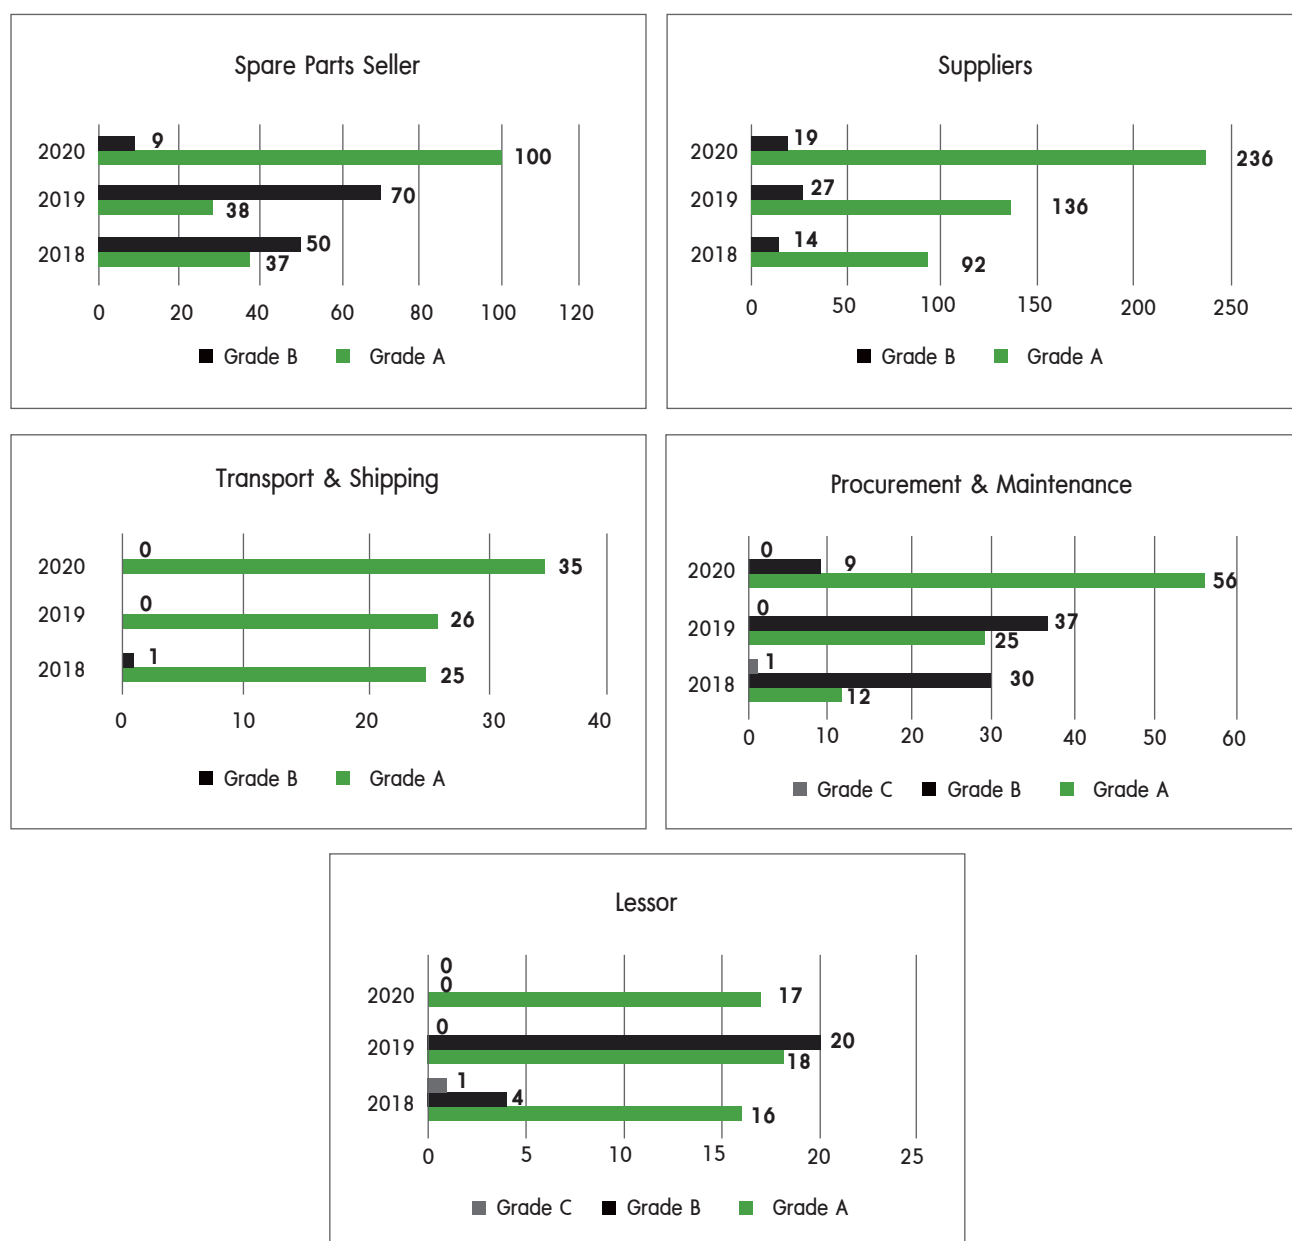 Spare Parts Seller
2020 9
100
2019 70
38
2018 50
37
0 20 40 60 80 100 120
Grade B Grade A
Suppliers
2020 19
236
2019 27
136
2018 14
92
0 50 100 150 200 250
Grade B Grade A
Transport & Shipping
0
2020 35
0
2019 26
1
2018 25
0 10 20 30 40
Grade B Grade A
Procurement & Maintenance
0
2020 9
56
0
2019 37
25
1
2018 30
12
0 10 20 30 40 50 60
Grade C Grade B Grade A
Lessor
0
0
2020 17
0
2019 20
18
1
2018 4
16
0 5 10 15 20 25
Grade C Grade B Grade A